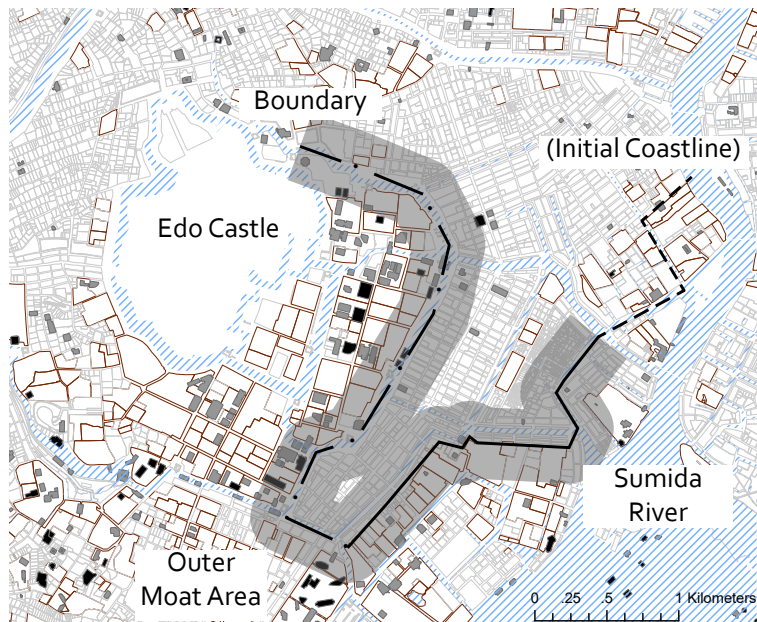 Boundary
(Initial Coastline)
Edo Castle
Sumida
River
Outer
Moat Area
0 .25 .5 1 Kilometers